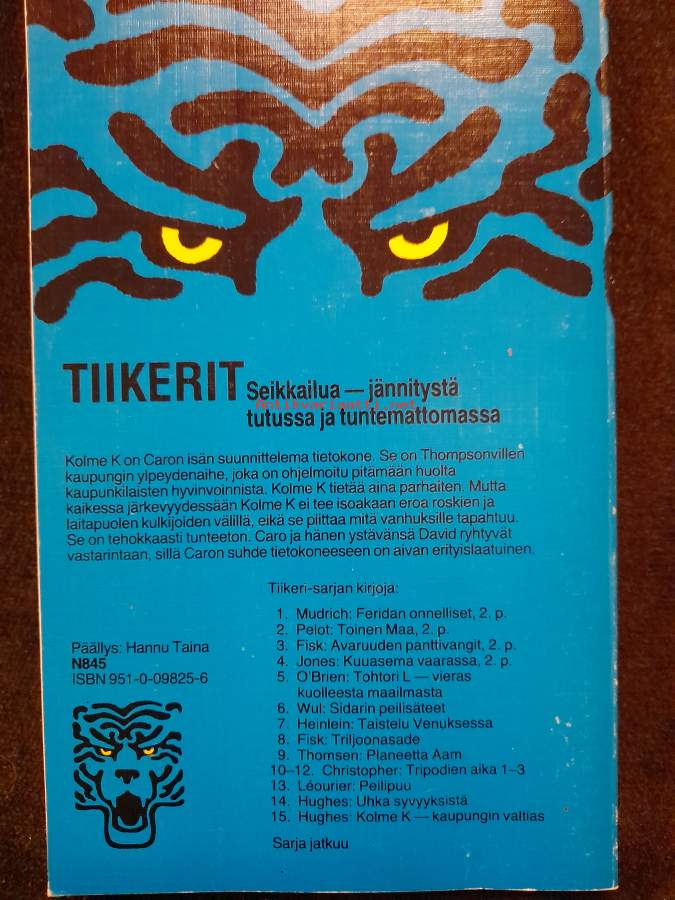 TIIKERIT Seikkailua — jännitystä
Antikvariaatti.net
tutussa ja tuntemattomassa
Kolme K on Caron isän suunnittelema tietokone. Se on Thompsonvillen
kaupungin ylpeydenaihe, joka on ohjelmoitu pitämään huolta
kaupunkilaisten hyvinvoinnista. Kolme K tietää aina parhaiten. Mutta
kaikessa järkevyydessään Kolme K ei tee isoakaan eroa roskien ja
laitapuolen kulkijoiden välillä, eikä se piittaa mitä vanhuksille tapahtuu.
Se on tehokkaasti tunteeton. Caro ja hänen ystävänsä David ryhtyvät
vastarintaan, sillä Caron suhde tietokoneeseen on aivan erityislaatuinen.
Päällys: Hannu Taina
N845
ISBN 951-0-09825-6
Tiikeri-sarjan kirjoja:
1. Mudrich: Feridan onnelliset, 2. p.
2. Pelot: Toinen Maa, 2. p.
3. Fisk: Avaruuden panttivangit, 2. p.
4. Jones: Kuuasema vaarassa, 2. p.
5. O'Brien: Tohtori L — vieras
kuolleesta maailmasta
6. Wul: Sidarin peilisäteet
7. Heinlein: Taistelu Venuksessa
8. Fisk: Triljoonasade
9. Thomsen: Planeetta Aam
10–12. Christopher: Tripodien aika 1–3
13. Léourier: Peilipuu
14. Hughes: Uhka syvyyksistä
15. Hughes: Kolme K — kaupungin valtias
Sarja jatkuu